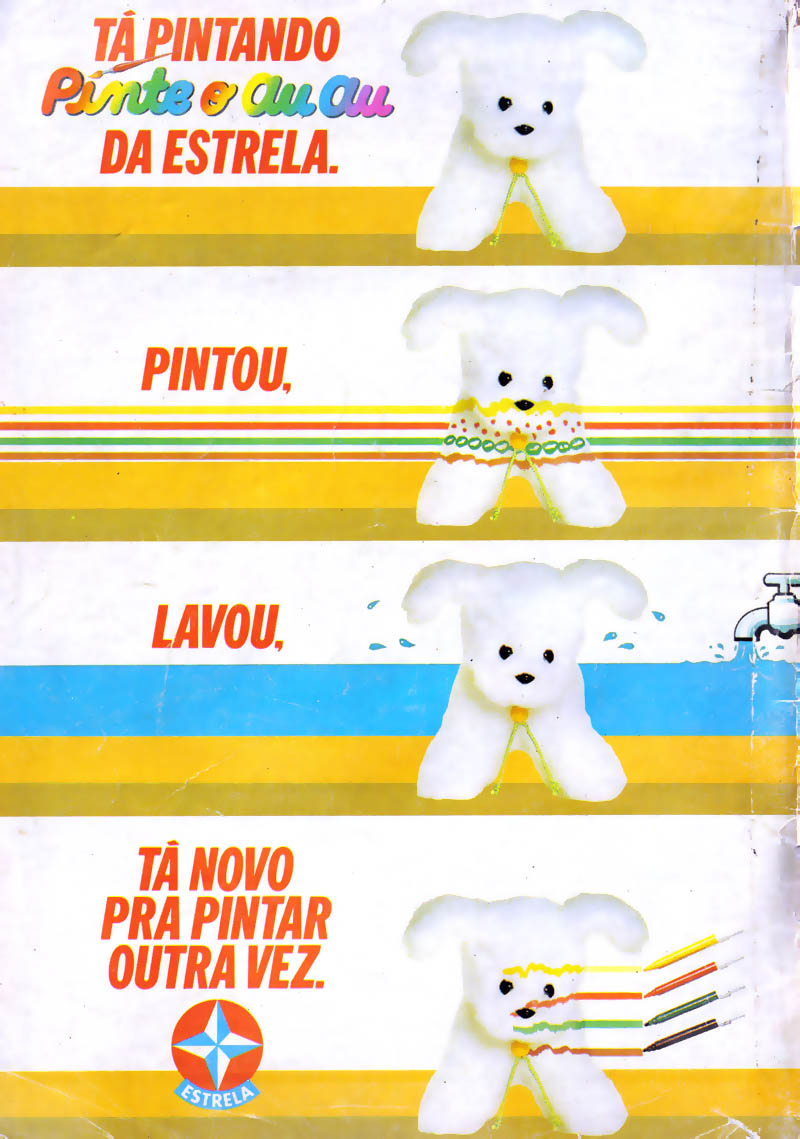 TÁ PINTANDO
Pinte o au au
DA ESTRELA.
PINTOU,
LAVOU,
TÁ NOVO
PRA PINTAR
OUTRA VEZ.
ESTRELA